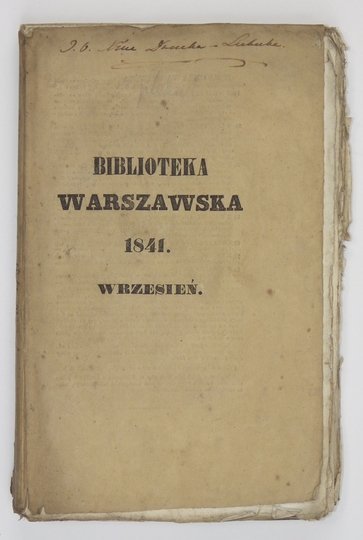 BIBLIOTEKA
WARSZAWSKA
1841.
WRZESIEŃ.